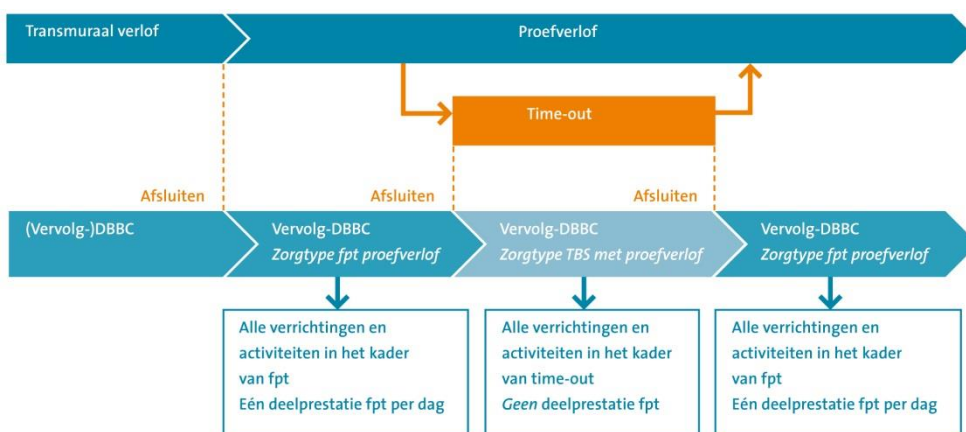 Transmuraal verlof
Proefverlof
Time-out
Afsluiten
Afsluiten
Afsluiten
(Vervolg-)DBBC
Vervolg-DBBC
Zorgtype fpt proefverlof
Vervolg-DBBC
Zorgtype TBS met proefverlof
Vervolg-DBBC
Zorgtype fpt proefverlof
Alle verrichtingen en
activiteiten in het kader
van fpt
Eén deelprestatie fpt per dag
Alle verrichtingen en
activiteiten in het kader
van time-out
Geen deelprestatie fpt
Alle verrichtingen en
activiteiten in het kader
van fpt
Eén deelprestatie fpt per dag